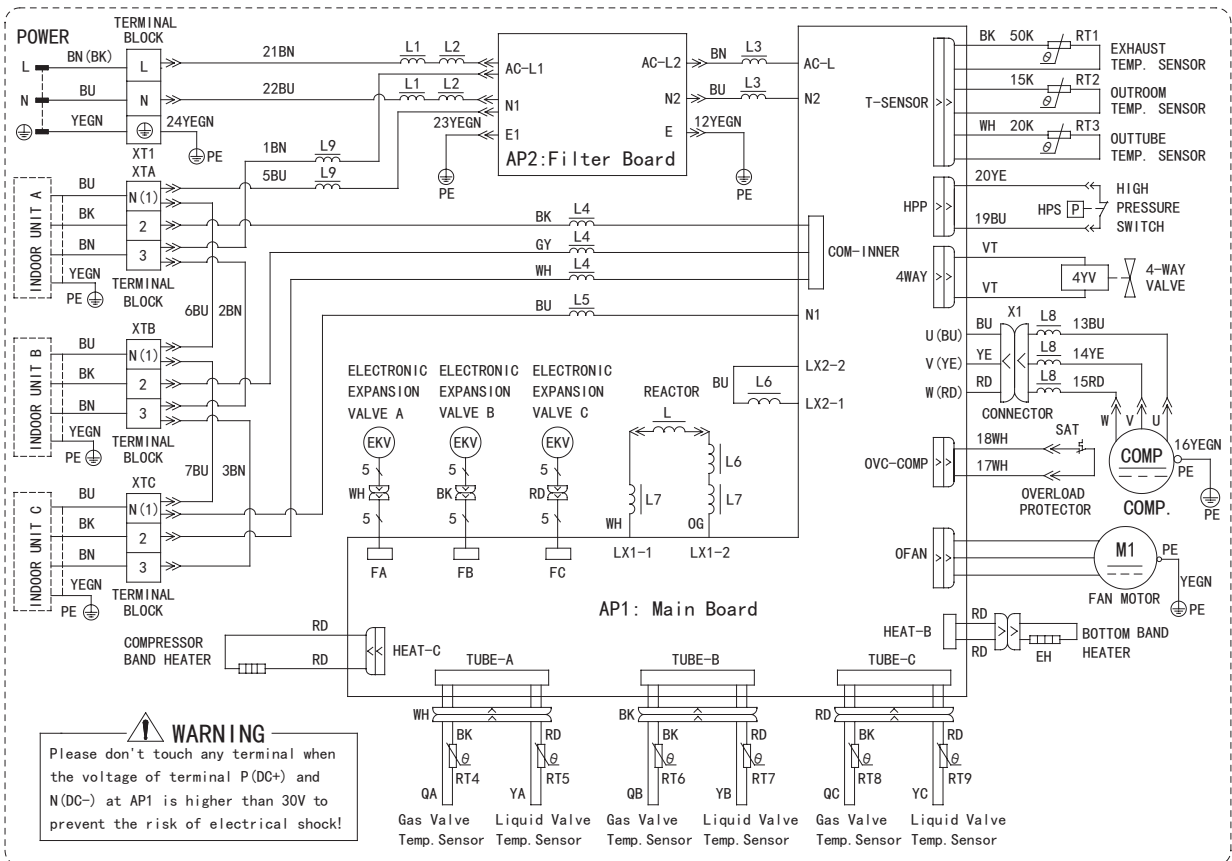 POWER
TERMINAL
BLOCK
L
BN(BK)
L
21BN
L1
L2
AC-L1
AC-L2
BN
L3
AC-L
N
BU
N
22BU
L1
L2
N1
N2
BU
L3
N2
YEGN
24YEGN
PE
23YEGN
E1
E
12YEGN
PE
PE
AP2:Filter Board
XT1
XTA
1BN
L9
5BU
L9
INDOOR UNIT A
BU
N(1)
BK
2
BN
3
YEGN
PE
TERMINAL
BLOCK
BK
L4
GY
L4
WH
L4
BU
L5
COM-INNER
N1
6BU
2BN
XTB
INDOOR UNIT B
BU
N(1)
BK
2
BN
3
YEGN
PE
TERMINAL
BLOCK
7BU
3BN
XTC
INDOOR UNIT C
BU
N(1)
BK
2
BN
3
YEGN
PE
TERMINAL
BLOCK
ELECTRONIC
EXPANSION
VALVE A
EKV
5
WH
5
FA
ELECTRONIC
EXPANSION
VALVE B
EKV
5
BK
5
FB
ELECTRONIC
EXPANSION
VALVE C
EKV
5
RD
5
FC
REACTOR
L
L6
L7
L7
WH
OG
LX1-1
LX1-2
BU
L6
LX2-2
LX2-1
T-SENSOR
BK
50K
RT1
θ
EXHAUST
TEMP. SENSOR
15K
RT2
θ
OUTROOM
TEMP. SENSOR
WH
20K
RT3
θ
OUTTUBE
TEMP. SENSOR
HPP
20YE
19BU
HPS
P
HIGH
PRESSURE
SWITCH
4WAY
VT
VT
4YV
4-WAY
VALVE
U(BU)
BU
V(YE)
YE
W(RD)
RD
X1
CONNECTOR
L8
13BU
L8
14YE
L8
15RD
W
V
U
COMP
16YEGN
PE
PE
COMP.
OVC-COMP
18WH
17WH
SAT
OVERLOAD
PROTECTOR
OFAN
M1
PE
YEGN
PE
FAN MOTOR
AP1: Main Board
HEAT-B
RD
RD
EH
BOTTOM BAND
HEATER
COMPRESSOR
BAND HEATER
RD
RD
HEAT-C
TUBE-A
WH
BK
θ
RT4
RD
θ
RT5
QA
YA
Gas Valve
Temp.Sensor
Liquid Valve
Temp.Sensor
TUBE-B
BK
BK
θ
RT6
RD
θ
RT7
QB
YB
Gas Valve
Temp.Sensor
Liquid Valve
Temp.Sensor
TUBE-C
RD
BK
θ
RT8
RD
θ
RT9
QC
YC
Gas Valve
Temp.Sensor
Liquid Valve
Temp.Sensor
WARNING
Please don't touch any terminal when
the voltage of terminal P(DC+) and
N(DC-) at AP1 is higher than 30V to
prevent the risk of electrical shock!